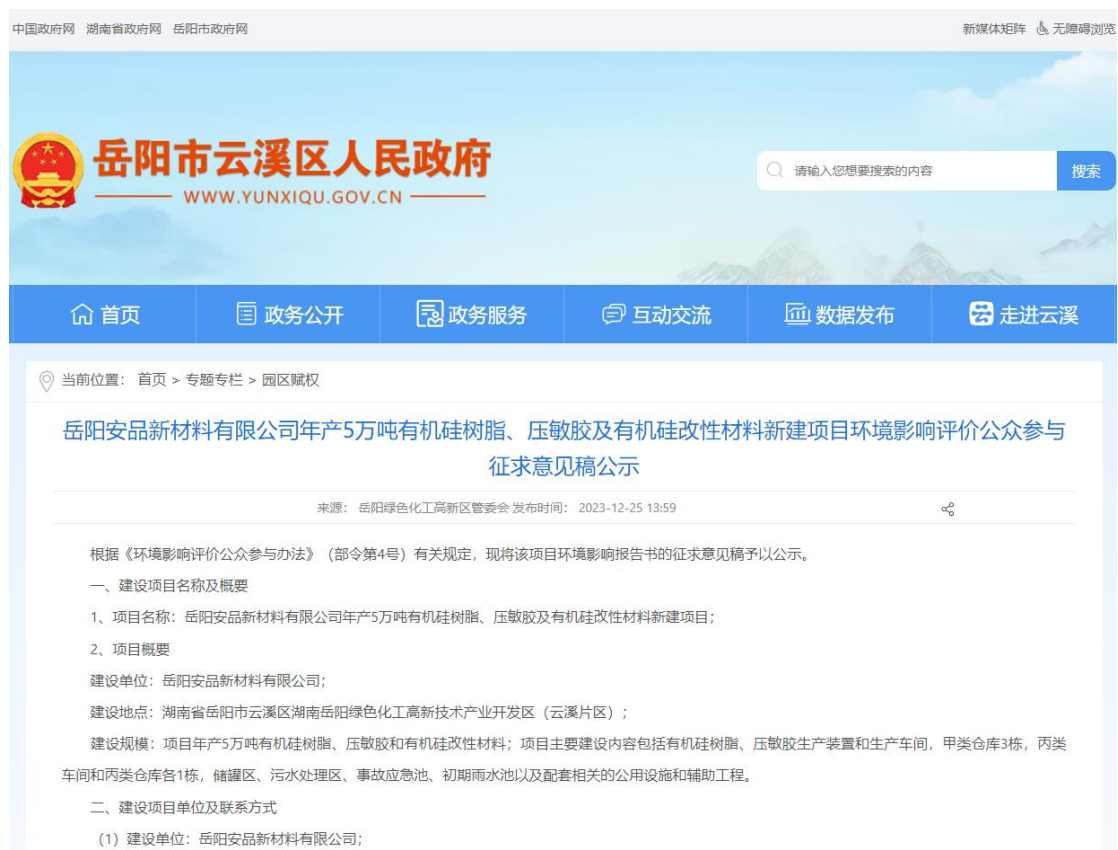 中国政府网 湖南省政府网 岳阳市政府网 新媒体矩阵 无障碍浏览
岳阳市云溪区人民政府
WWW.YUNXIQU.GOV.CN
请输入您想要搜索的内容 搜索
首页 政务公开 政务服务 互动交流 数据发布 走进云溪
当前位置： 首页 > 专题专栏 > 园区赋权
岳阳安品新材料有限公司年产5万吨有机硅树脂、压敏胶及有机硅改性材料新建项目环境影响评价公众参与
征求意见稿公示
来源： 岳阳绿色化工高新区管委会 发布时间： 2023-12-25 13:59
根据《环境影响评价公众参与办法》（部令第4号）有关规定，现将该项目环境影响报告书的征求意见稿予以公示。
一、建设项目名称及概要
1、项目名称：岳阳安品新材料有限公司年产5万吨有机硅树脂、压敏胶及有机硅改性材料新建项目；
2、项目概要
建设单位：岳阳安品新材料有限公司；
建设地点：湖南省岳阳市云溪区湖南岳阳绿色化工高新技术产业开发区（云溪片区）；
建设规模：项目年产5万吨有机硅树脂、压敏胶和有机硅改性材料；项目主要建设内容包括有机硅树脂、压敏胶生产装置和生产车间，甲类仓库3栋，丙类
车间和丙类仓库各1栋，储罐区、污水处理区、事故应急池、初期雨水池以及配套相关的公用设施和辅助工程。
二、建设项目单位及联系方式
（1）建设单位：岳阳安品新材料有限公司；